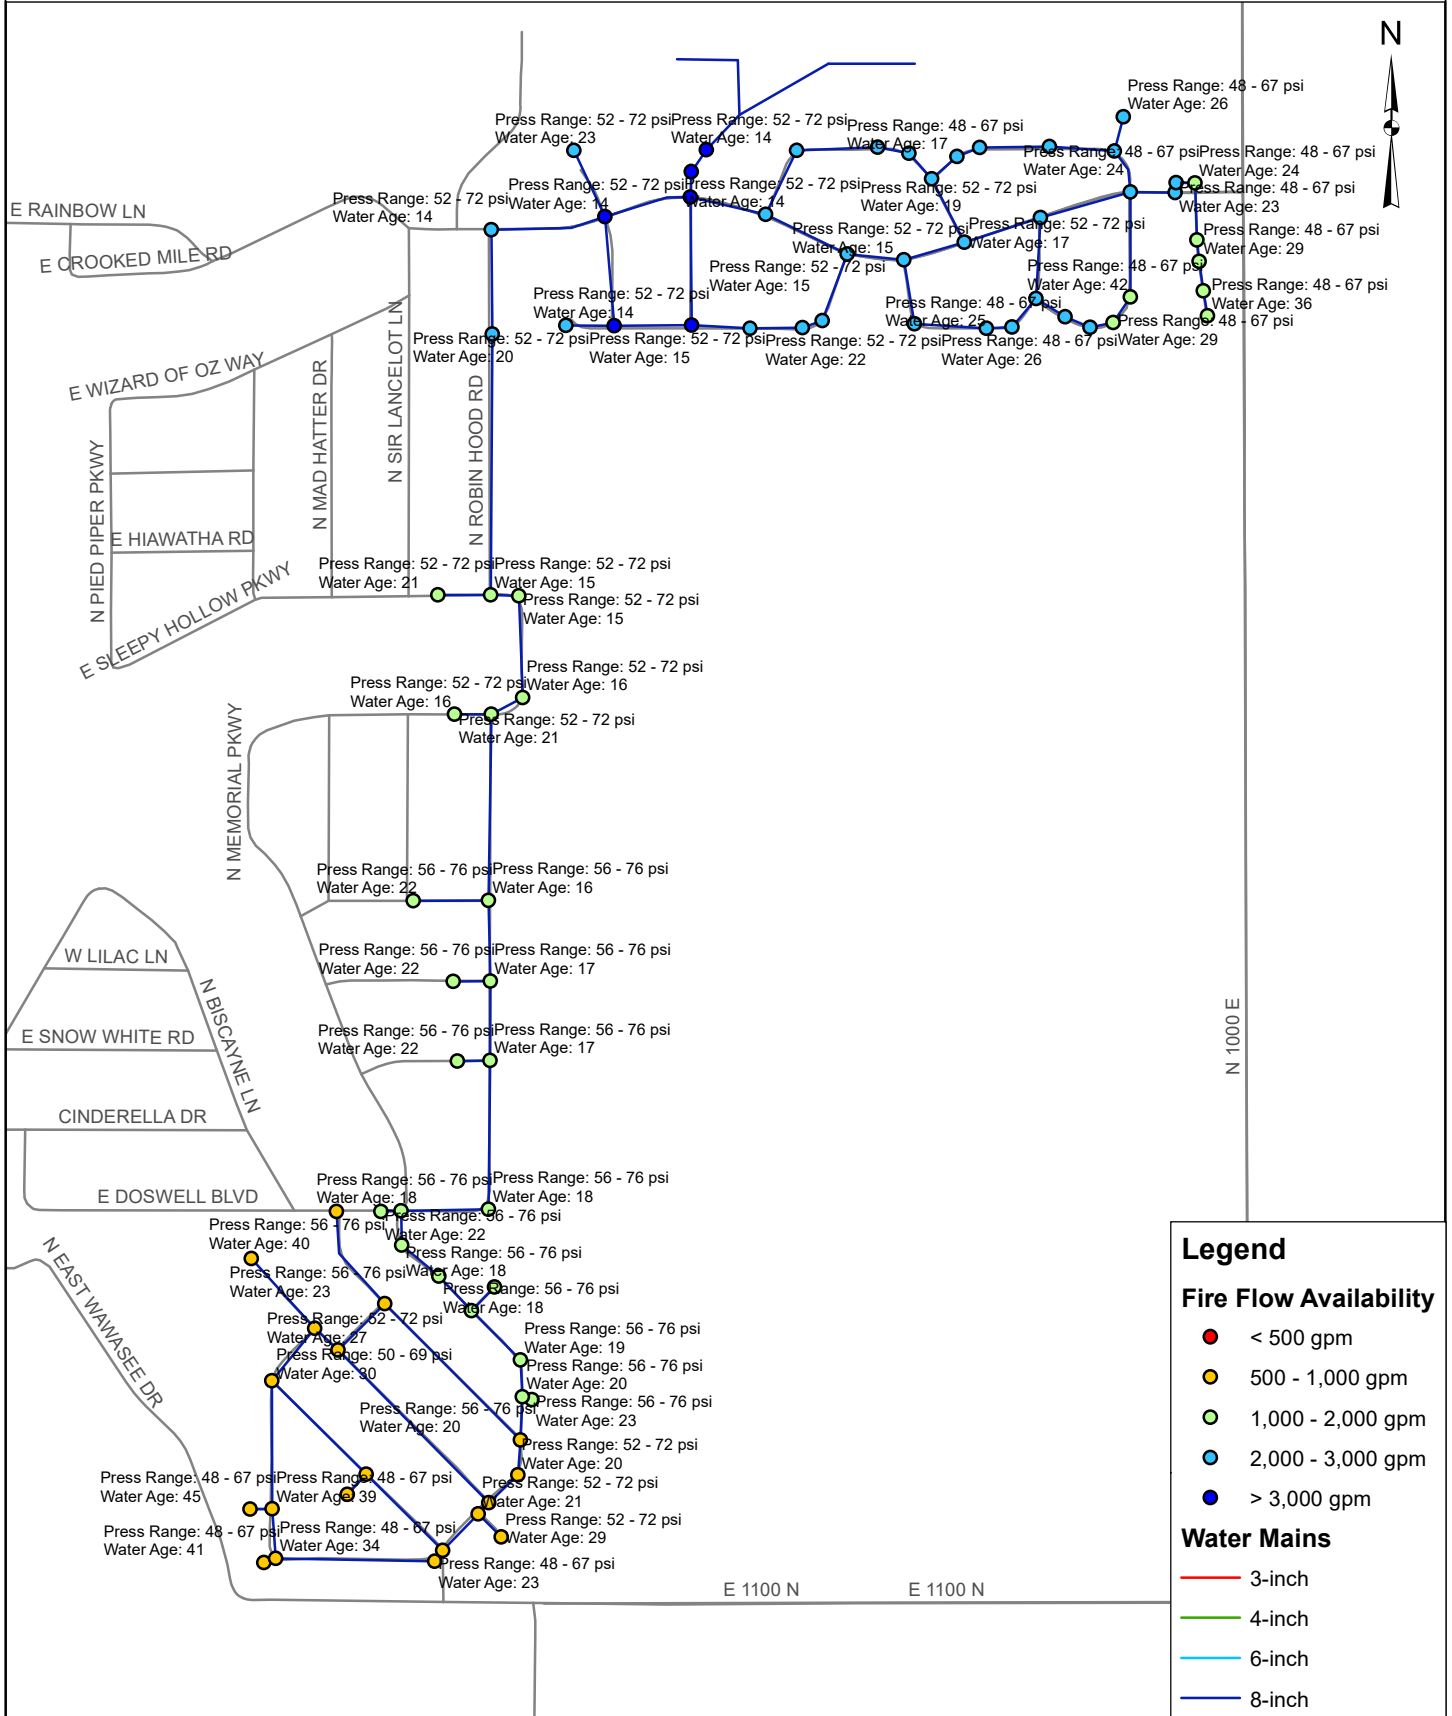 N
Press Range: 48 - 67 psi
Water Age: 26
Press Range: 52 - 72 psi
Water Age: 23
Press Range: 52 - 72 psi
Water Age: 14
Press Range: 48 - 67 psi
Water Age: 17
Press Range: 48 - 67 psi
Water Age: 24
Press Range: 48 - 67 psi
Water Age: 24
Press Range: 48 - 67 psi
Water Age: 23
Press Range: 52 - 72 psi
Water Age: 14
Press Range: 52 - 72 psi
Water Age: 14
Press Range: 52 - 72 psi
Water Age: 14
Press Range: 52 - 72 psi
Water Age: 19
E RAINBOW LN
E CROOKED MILE RD
Press Range: 52 - 72 psi
Water Age: 15
Press Range: 52 - 72 psi
Water Age: 17
Press Range: 48 - 67 psi
Water Age: 29
Press Range: 52 - 72 psi
Water Age: 15
Press Range: 48 - 67 psi
Water Age: 42
Press Range: 48 - 67 psi
Water Age: 36
Press Range: 52 - 72 psi
Water Age: 14
Press Range: 48 - 67 psi
Water Age: 25
Press Range: 52 - 72 psi
Water Age: 20
Press Range: 52 - 72 psi
Water Age: 15
Press Range: 52 - 72 psi
Water Age: 22
Press Range: 48 - 67 psi
Water Age: 26
Press Range: 48 - 67 psi
Water Age: 29
E WIZARD OF OZ WAY
N MAD HATTER DR
N SIR LANCELOT LN
N ROBIN HOOD RD
N PIED PIPER PKWY
E HIAWATHA RD
E SLEEPY HOLLOW PKWY
Press Range: 52 - 72 psi
Water Age: 21
Press Range: 52 - 72 psi
Water Age: 15
Press Range: 52 - 72 psi
Water Age: 15
Press Range: 52 - 72 psi
Water Age: 16
Press Range: 52 - 72 psi
Water Age: 16
Press Range: 52 - 72 psi
Water Age: 21
N MEMORIAL PKWY
Press Range: 56 - 76 psi
Water Age: 22
Press Range: 56 - 76 psi
Water Age: 16
Press Range: 56 - 76 psi
Water Age: 22
Press Range: 56 - 76 psi
Water Age: 17
Press Range: 56 - 76 psi
Water Age: 22
Press Range: 56 - 76 psi
Water Age: 17
W LILAC LN
N BISCAYNE LN
E SNOW WHITE RD
CINDERELLA DR
N 1000 E
E DOSWELL BLVD
Press Range: 56 - 76 psi
Water Age: 18
Press Range: 56 - 76 psi
Water Age: 18
Press Range: 56 - 76 psi
Water Age: 40
Press Range: 56 - 76 psi
Water Age: 22
Press Range: 56 - 76 psi
Water Age: 18
Press Range: 56 - 76 psi
Water Age: 23
Press Range: 56 - 76 psi
Water Age: 18
N EAST WAWASEE DR
Press Range: 52 - 72 psi
Water Age: 27
Press Range: 56 - 76 psi
Water Age: 19
Press Range: 50 - 69 psi
Water Age: 30
Press Range: 56 - 76 psi
Water Age: 20
Press Range: 56 - 76 psi
Water Age: 23
Press Range: 56 - 76 psi
Water Age: 20
Press Range: 52 - 72 psi
Water Age: 20
Press Range: 48 - 67 psi
Water Age: 45
Press Range: 48 - 67 psi
Water Age: 39
Press Range: 52 - 72 psi
Water Age: 21
Press Range: 52 - 72 psi
Water Age: 29
Press Range: 48 - 67 psi
Water Age: 41
Press Range: 48 - 67 psi
Water Age: 34
Press Range: 48 - 67 psi
Water Age: 23
E 1100 N
E 1100 N
Legend
Fire Flow Availability
< 500 gpm
500 - 1,000 gpm
1,000 - 2,000 gpm
2,000 - 3,000 gpm
> 3,000 gpm
Water Mains
3-inch
4-inch
6-inch
8-inch